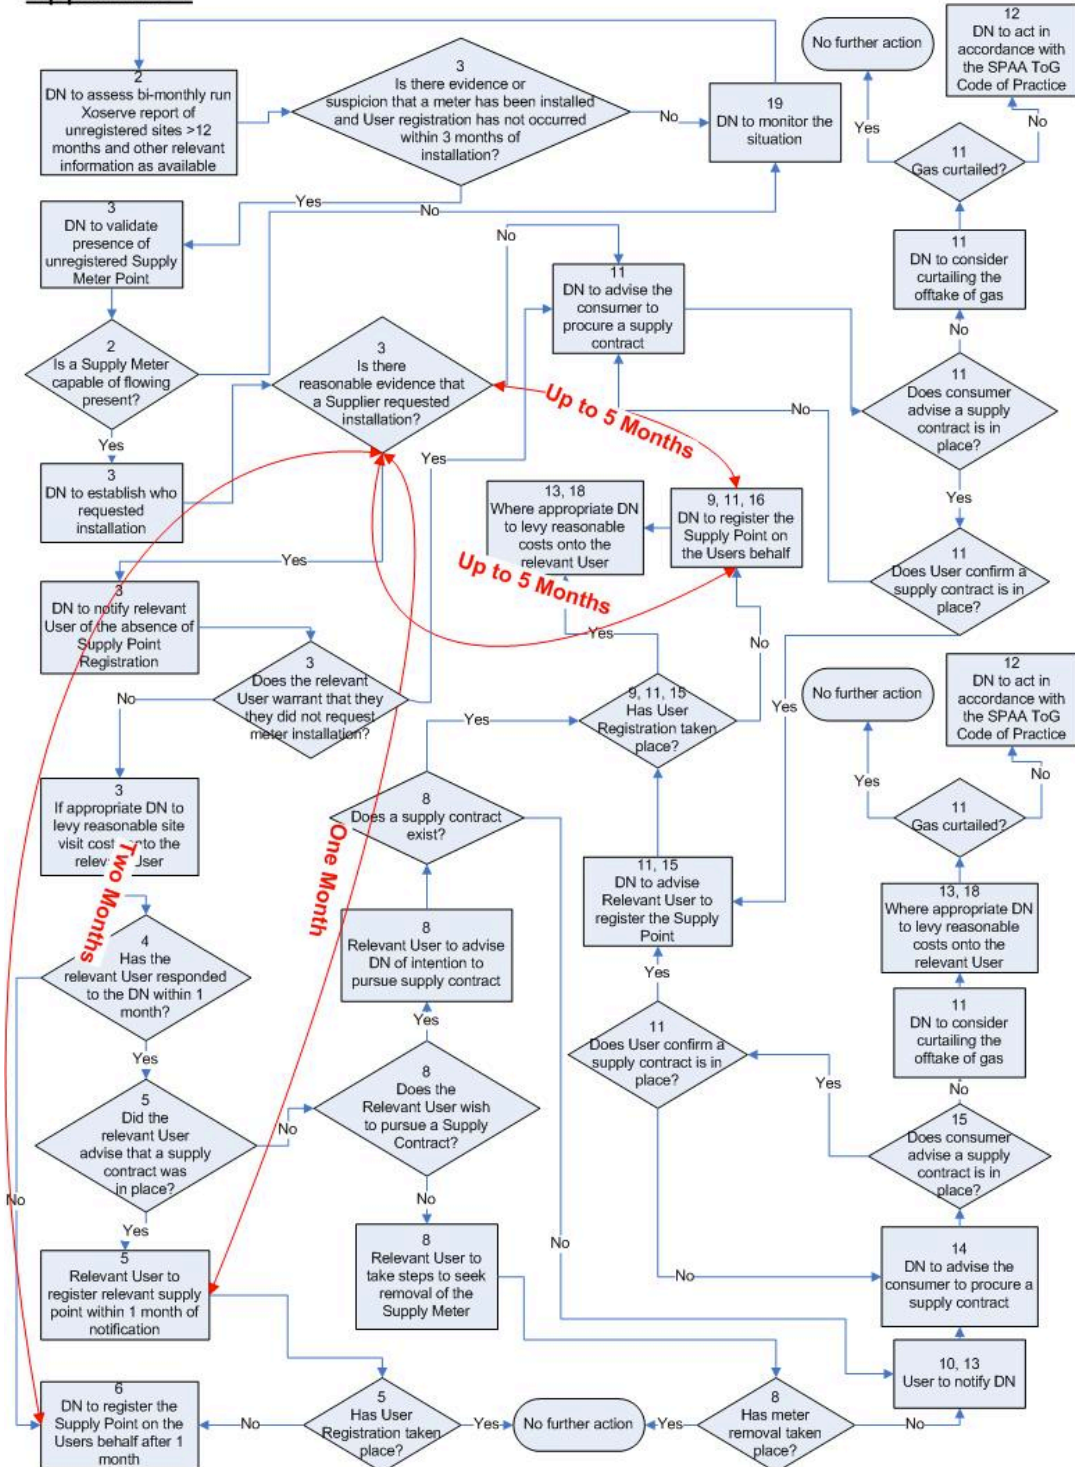 2
DN to assess bi-monthly run
Xoserve report of
unregistered sites >12
months and other relevant
information as available
3
Is there evidence or
suspicion that a meter has been installed
and User registration has not occurred
within 3 months of
installation?
No
19
DN to monitor the
situation
No further action
12
DN to act in
accordance with
the SPAA ToG
Code of Practice
Yes
No
11
Gas curtailed?
Yes
No
3
DN to validate
presence of
unregistered Supply
Meter Point
No
11
DN to advise the
consumer to
procure a supply
contract
11
DN to consider
curtailing the
offtake of gas
No
2
Is a Supply Meter
capable of flowing
present?
Yes
3
Is there
reasonable evidence that
a Supplier requested
installation?
Up to 5 Months
No
11
Does consumer
advise a supply
contract is in
place?
Yes
3
DN to establish who
requested
installation
Yes
Yes
13, 18
Where appropriate DN
to levy reasonable
costs onto the
relevant User
9, 11, 16
DN to register the
Supply Point on
the Users behalf
11
Does User confirm a
supply contract is in
place?
Up to 5 Months
3
DN to notify relevant
User of the absence of
Supply Point
Registration
Yes
No
3
Does the relevant
User warrant that they
they did not request
meter installation?
No
Yes
9, 11, 15
Has User
Registration taken
place?
Yes
No further action
12
DN to act in
accordance with
the SPAA ToG
Code of Practice
Yes
No
11
Gas curtailed?
3
If appropriate DN to
levy reasonable site
visit costs onto the
relevant User
Two Months
One Month
8
Does a supply contract
exist?
11, 15
DN to advise
Relevant User to
register the Supply
Point
13, 18
Where appropriate DN
to levy reasonable
costs onto the
relevant User
4
Has the
relevant User responded
to the DN within 1
month?
Yes
8
Relevant User to advise
DN of intention to
pursue supply contract
Yes
Yes
11
Does User confirm a
supply contract is in
place?
11
DN to consider
curtailing the
offtake of gas
No
Yes
5
Did the
relevant User
advise that a supply
contract was
in place?
No
8
Does the
Relevant User wish
to pursue a Supply
Contract?
No
15
Does consumer
advise a supply
contract is in
place?
No
Yes
5
Relevant User to
register relevant supply
point within 1 month of
notification
8
Relevant User to
take steps to seek
removal of the
Supply Meter
No
No
14
DN to advise the
consumer to procure a
supply contract
10, 13
User to notify DN
6
DN to register the
Supply Point on the
Users behalf after 1
month
No
5
Has User
Registration taken
place?
Yes
No further action
Yes
8
Has meter
removal taken
place?
No